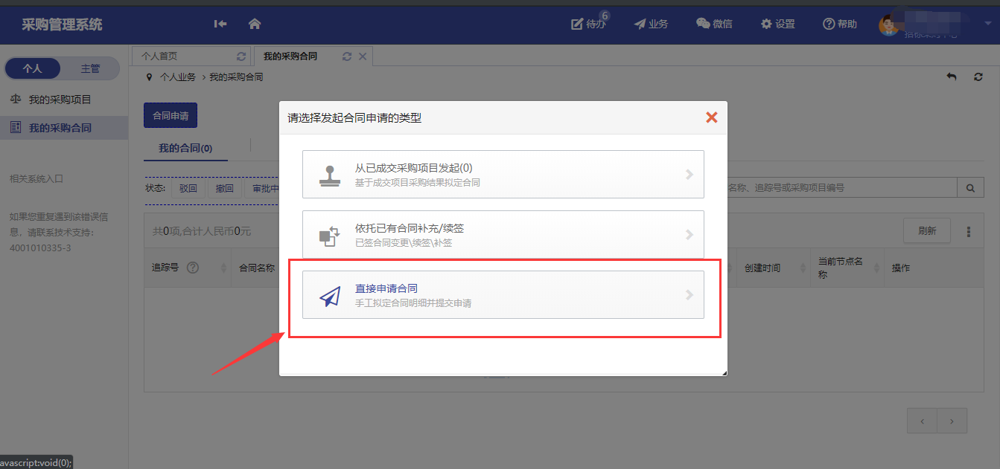 采购管理系统
待办
6
业务
微信
设置
帮助
个人
主管
个人首页
我的采购合同
个人业务 > 我的采购合同
我的采购项目
我的采购合同
合同申请
我的合同(0)
状态:
驳回
撤回
审批中
名称、追踪号或采购项目编号
相关系统入口
如果您重复遇到该错误信
息，请联系技术支持：
4001010335-3
共0项,合计人民币0元
刷新
追踪号
合同名称
创建时间
当前节点名
称
操作
请选择发起合同申请的类型
从已成交采购项目发起(0)
基于成交项目采购结果拟定合同
依托已有合同补充/续签
已签合同变更\续签\补签
直接申请合同
手工拟定合同明细并提交申请
avascript:void(0);